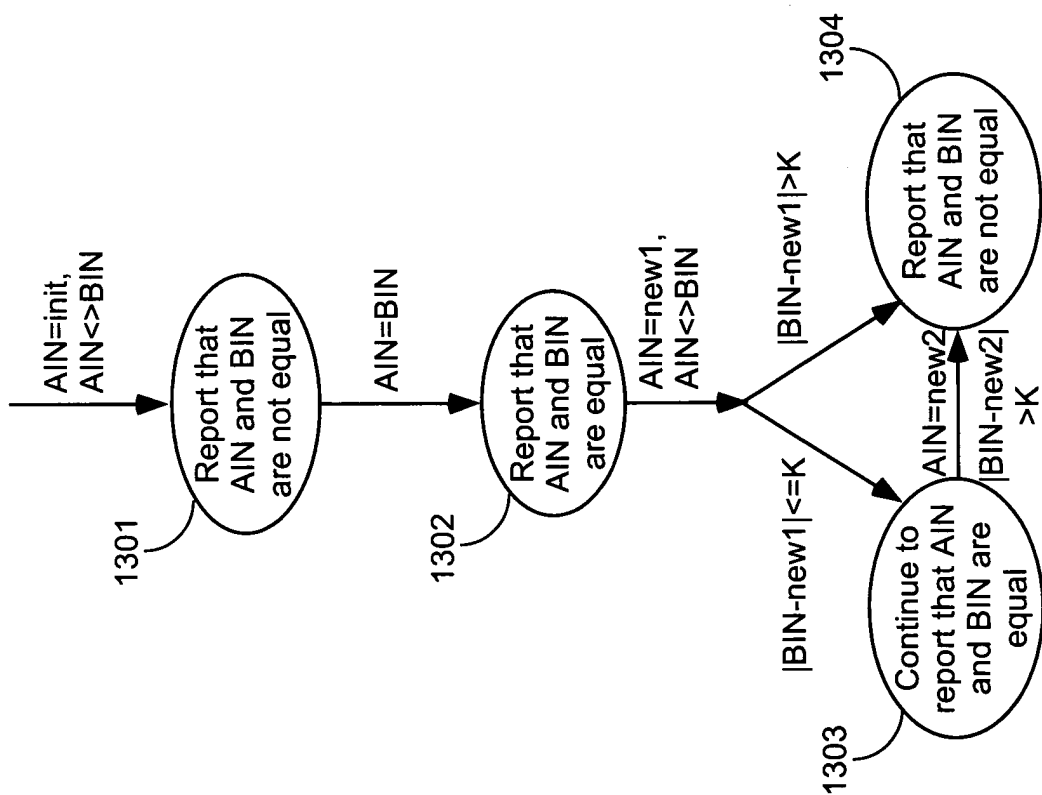 AIN=init,
AIN<>BIN
1301
Report that
AIN and BIN
are not equal
AIN=BIN
1302
Report that
AIN and BIN
are equal
AIN=new1,
AIN<>BIN
|BIN-new1|<=K
|BIN-new1|>K
1303
Continue to
report that AIN
and BIN are
equal
AIN=new2
|BIN-new2|
>K
1304
Report that
AIN and BIN
are not equal